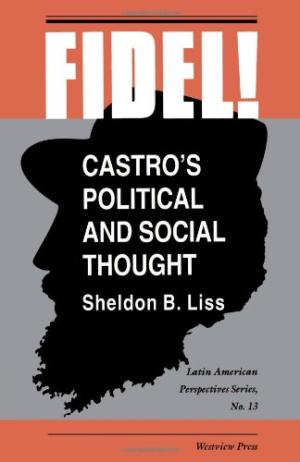 FIDEL!
CASTRO'S
POLITICAL
AND SOCIAL
THOUGHT
Sheldon B. Liss
Latin American
Perspectives Series,
No. 13
Westview Press